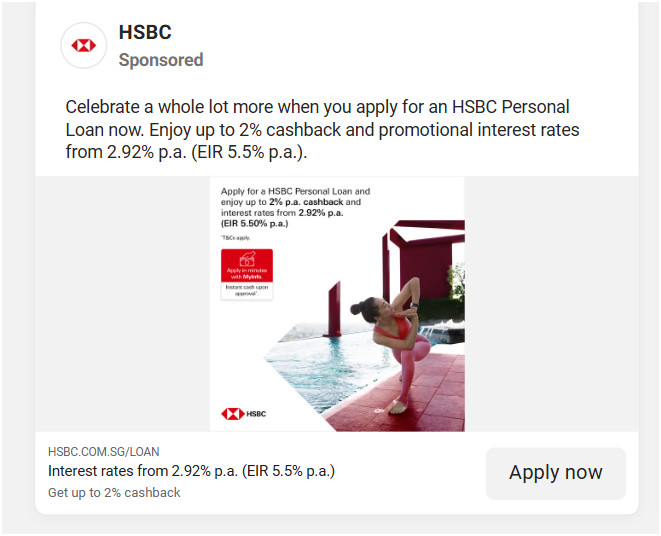 HSBC
Sponsored
Celebrate a whole lot more when you apply for an HSBC Personal
Loan now. Enjoy up to 2% cashback and promotional interest rates
from 2.92% p.a. (EIR 5.5% p.a.).
Apply for a HSBC Personal Loan and
enjoy up to 2% p.a. cashback and
interest rates from 2.92% p.a.
(EIR 5.50% p.a.)
*T&Cs apply.
Apply in minutes
with MyInfo.
Instant cash upon
approval*.
HSBC
HSBC.COM.SG/LOAN
Interest rates from 2.92% p.a. (EIR 5.5% p.a.)
Get up to 2% cashback
Apply now